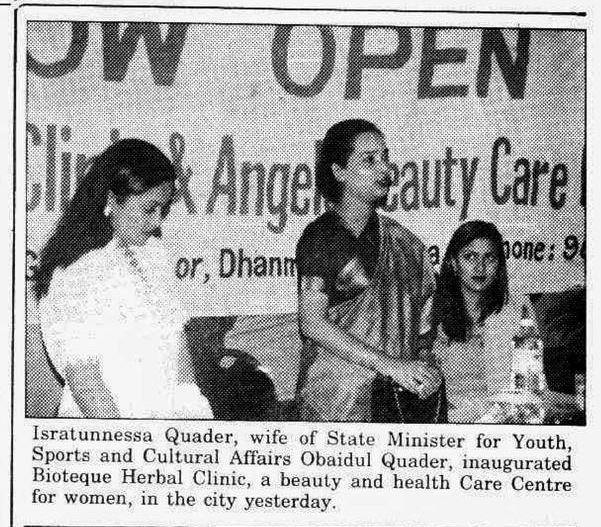 OW OPEN
Clinic & Angel Beauty Care
or, Dhanm a hone: 9
Isratunnessa Quader, wife of State Minister for Youth,
Sports and Cultural Affairs Obaidul Quader, inaugurated
Bioteque Herbal Clinic, a beauty and health Care Centre
for women, in the city yesterday.